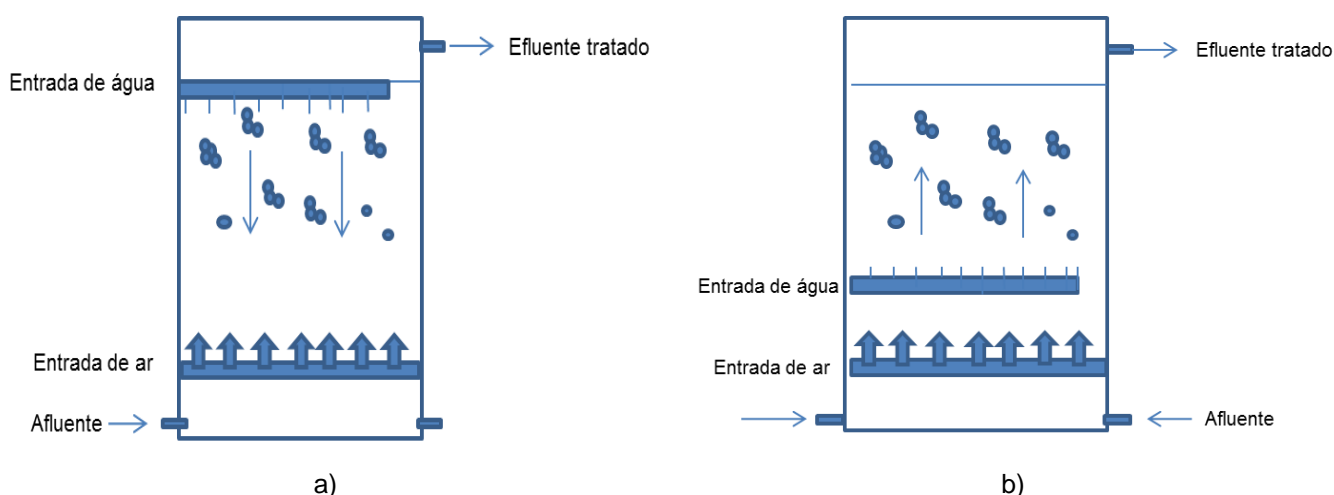 Efluente tratado
Entrada de água
Entrada de ar
Afluente
a)
Efluente tratado
Entrada de água
Entrada de ar
Afluente
b)